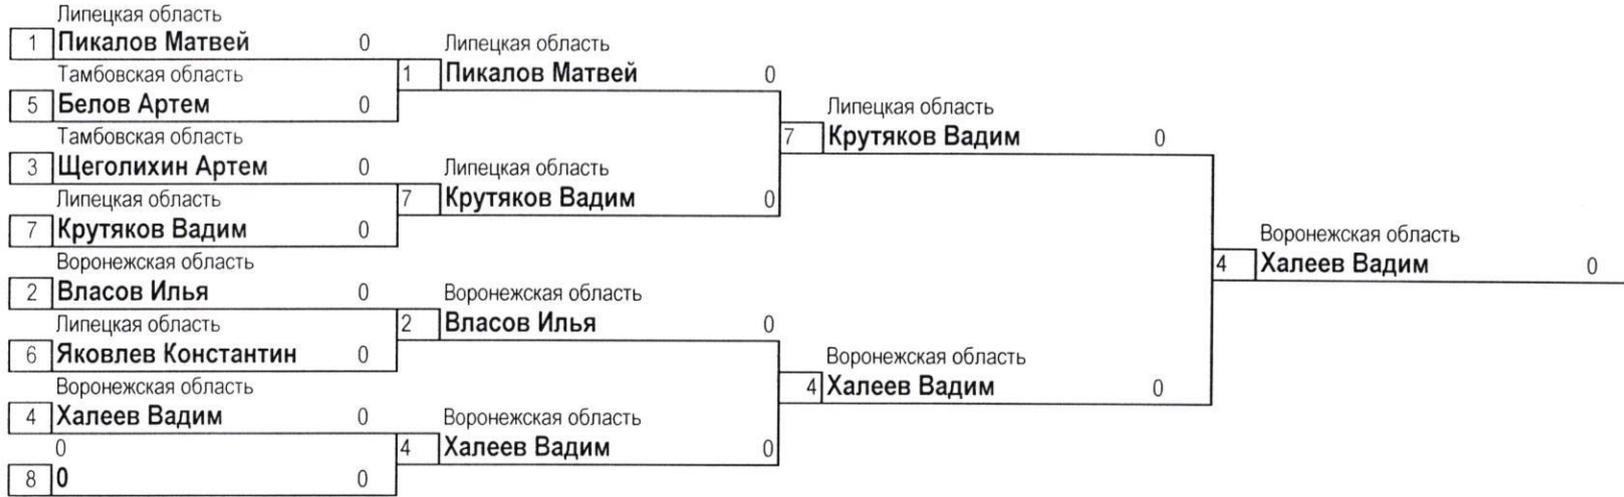 Липецкая область
1 Пикалов Матвей 0
Тамбовская область
5 Белов Артем 0
Тамбовская область
3 Щеголихин Артем 0
Липецкая область
7 Крутяков Вадим 0
Воронежская область
2 Власов Илья 0
Липецкая область
6 Яковлев Константин 0
Воронежская область
4 Халеев Вадим 0
0
8 0 0
Липецкая область
1 Пикалов Матвей 0
Липецкая область
7 Крутяков Вадим 0
Воронежская область
2 Власов Илья 0
Воронежская область
4 Халеев Вадим 0
Липецкая область
7 Крутяков Вадим 0
Воронежская область
4 Халеев Вадим 0
Воронежская область
4 Халеев Вадим 0